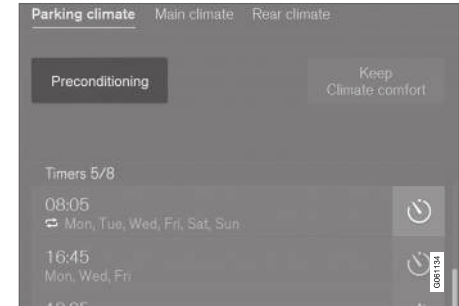 Parking climate Main climate Rear climate
Preconditioning
Keep
Climate comfort
Timers 5/8
08:05
Mon, Tue, Wed, Fri, Sat, Sun
16:45
Mon, Wed, Fri
G061134